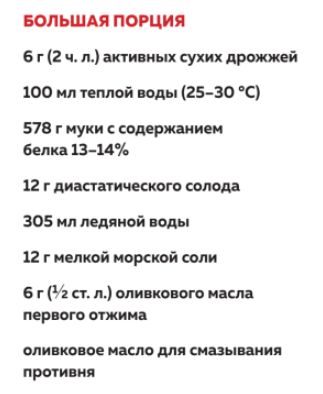 БОЛЬШАЯ ПОРЦИЯ
6 г (2 ч. л.) активных сухих дрожжей
100 мл теплой воды (25–30 °C)
578 г муки с содержанием
белка 13–14%
12 г диастатического солода
305 мл ледяной воды
12 г мелкой морской соли
6 г (½ ст. л.) оливкового масла
первого отжима
оливковое масло для смазывания
противня